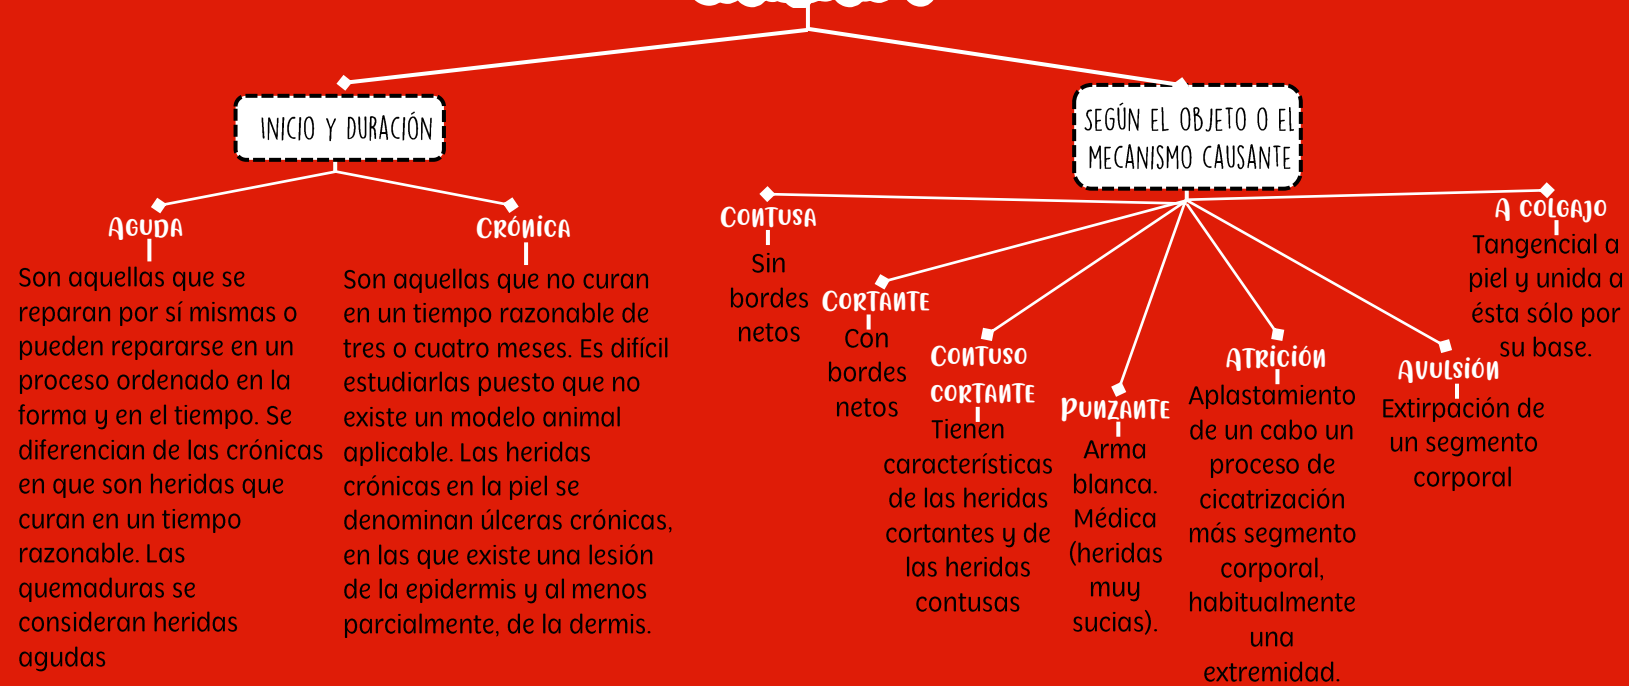 INICIO Y DURACIÓN
AGUDA
Son aquellas que se
reparan por sí mismas o
pueden repararse en un
proceso ordenado en la
forma y en el tiempo. Se
diferencian de las crónicas
en que son heridas que
curan en un tiempo
razonable. Las
quemaduras se
consideran heridas
agudas
CRÓNICA
Son aquellas que no curan
en un tiempo razonable de
tres o cuatro meses. Es difícil
estudiarlas puesto que no
existe un modelo animal
aplicable. Las heridas
crónicas en la piel se
denominan úlceras crónicas,
en las que existe una lesión
de la epidermis y al menos
parcialmente, de la dermis.
SEGÚN EL OBJETO O EL
MECANISMO CAUSANTE
CONTUSA
Sin
bordes
netos
CORTANTE
Con
bordes
netos
CONTUSO
CORTANTE
Tienen
características
de las heridas
cortantes y de
las heridas
contusas
PUNZANTE
Arma
blanca.
Médica
(heridas
muy
sucias).
ATRICIÓN
Aplastamiento
de un cabo un
proceso de
cicatrización
más segmento
corporal,
habitualmente
una
extremidad.
AVULSIÓN
Extirpación de
un segmento
corporal
A COLGAJO
Tangencial a
piel y unida a
ésta sólo por
su base.